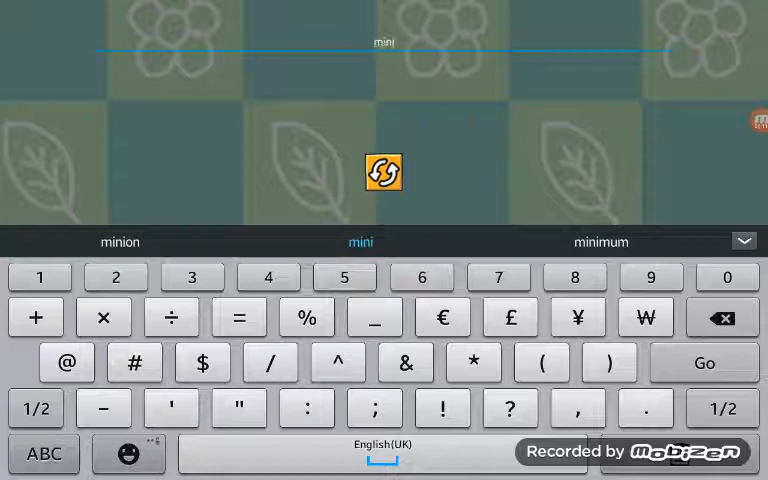 mini
minion mini minimum
1 2 3 4 5 6 7 8 9 0
+ × ÷ = % _ € £ ¥ ₩
@ # $ / ^ & * ( ) Go
1/2 - ' " : ; ! ? , . 1/2
ABC English(UK) Recorded by Mobizen